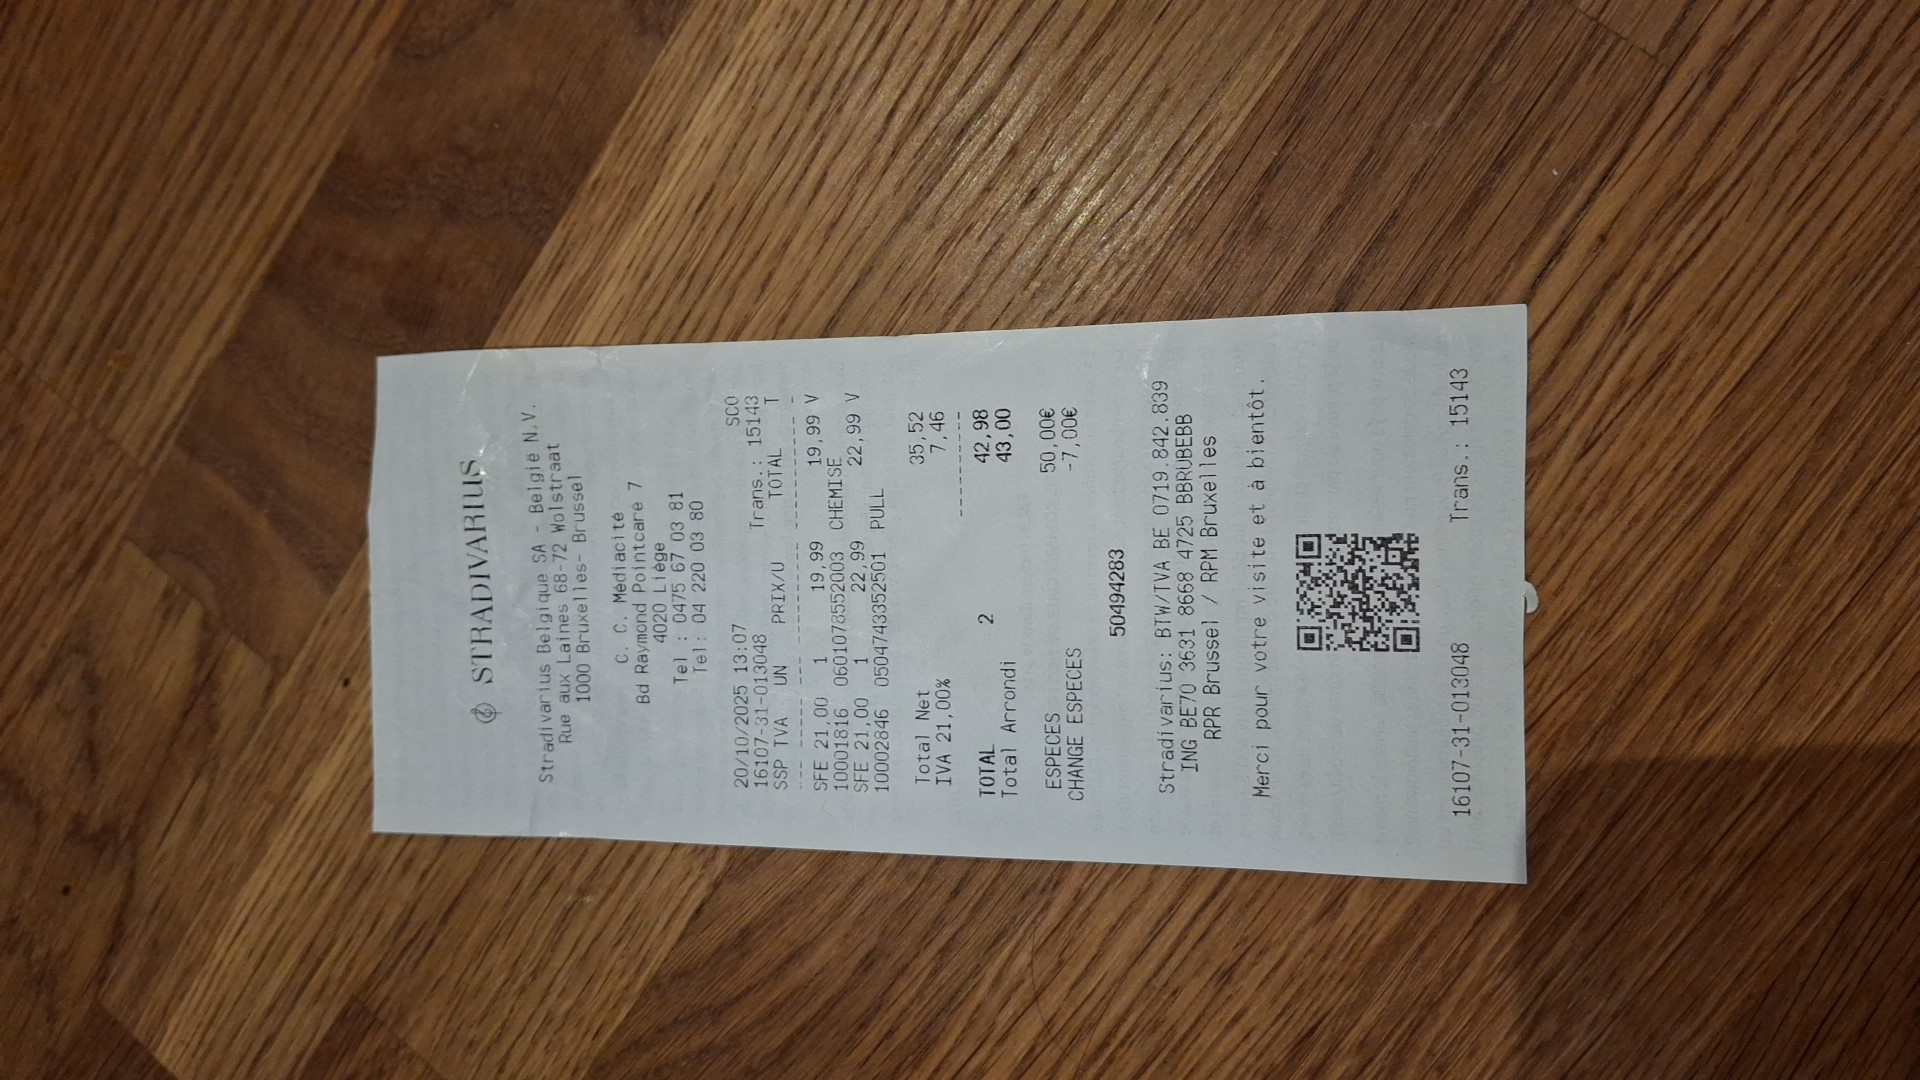 STRADIVARIUS
Stradivarius Belgique SA - België N.V.
Rue aux Laines 68-72 Wolstraat
1000 Bruxelles- Brussel
C. C. Médiacité
Bd Raymond Pointcare 7
4020 Liège
Tel : 0475 67 03 81
Tel : 04 220 03 80
20/10/2025 13:07 SCO
16107-31-013048 Trans.: 15143
SSP TVA UN PRIX/U TOTAL T
SFE 21,00 1 19,99 19,99 V
10001816 06010785520​03 CHEMISE
SFE 21,00 1 22,99 22,99 V
10002846 0504743352501 PULL
Total Net 35,52
IVA 21,00% 7,46
TOTAL 2 42,98
Total Arrondi 43,00
ESPECES 50,00€
CHANGE ESPECES -7,00€
50494283
Stradivarius: BTW/TVA BE 0719.842.839
ING BE70 3631 8668 4725 BBRUBEBB
RPR Brussel / RPM Bruxelles
Merci pour votre visite et à bientôt.
16107-31-013048 Trans.: 15143